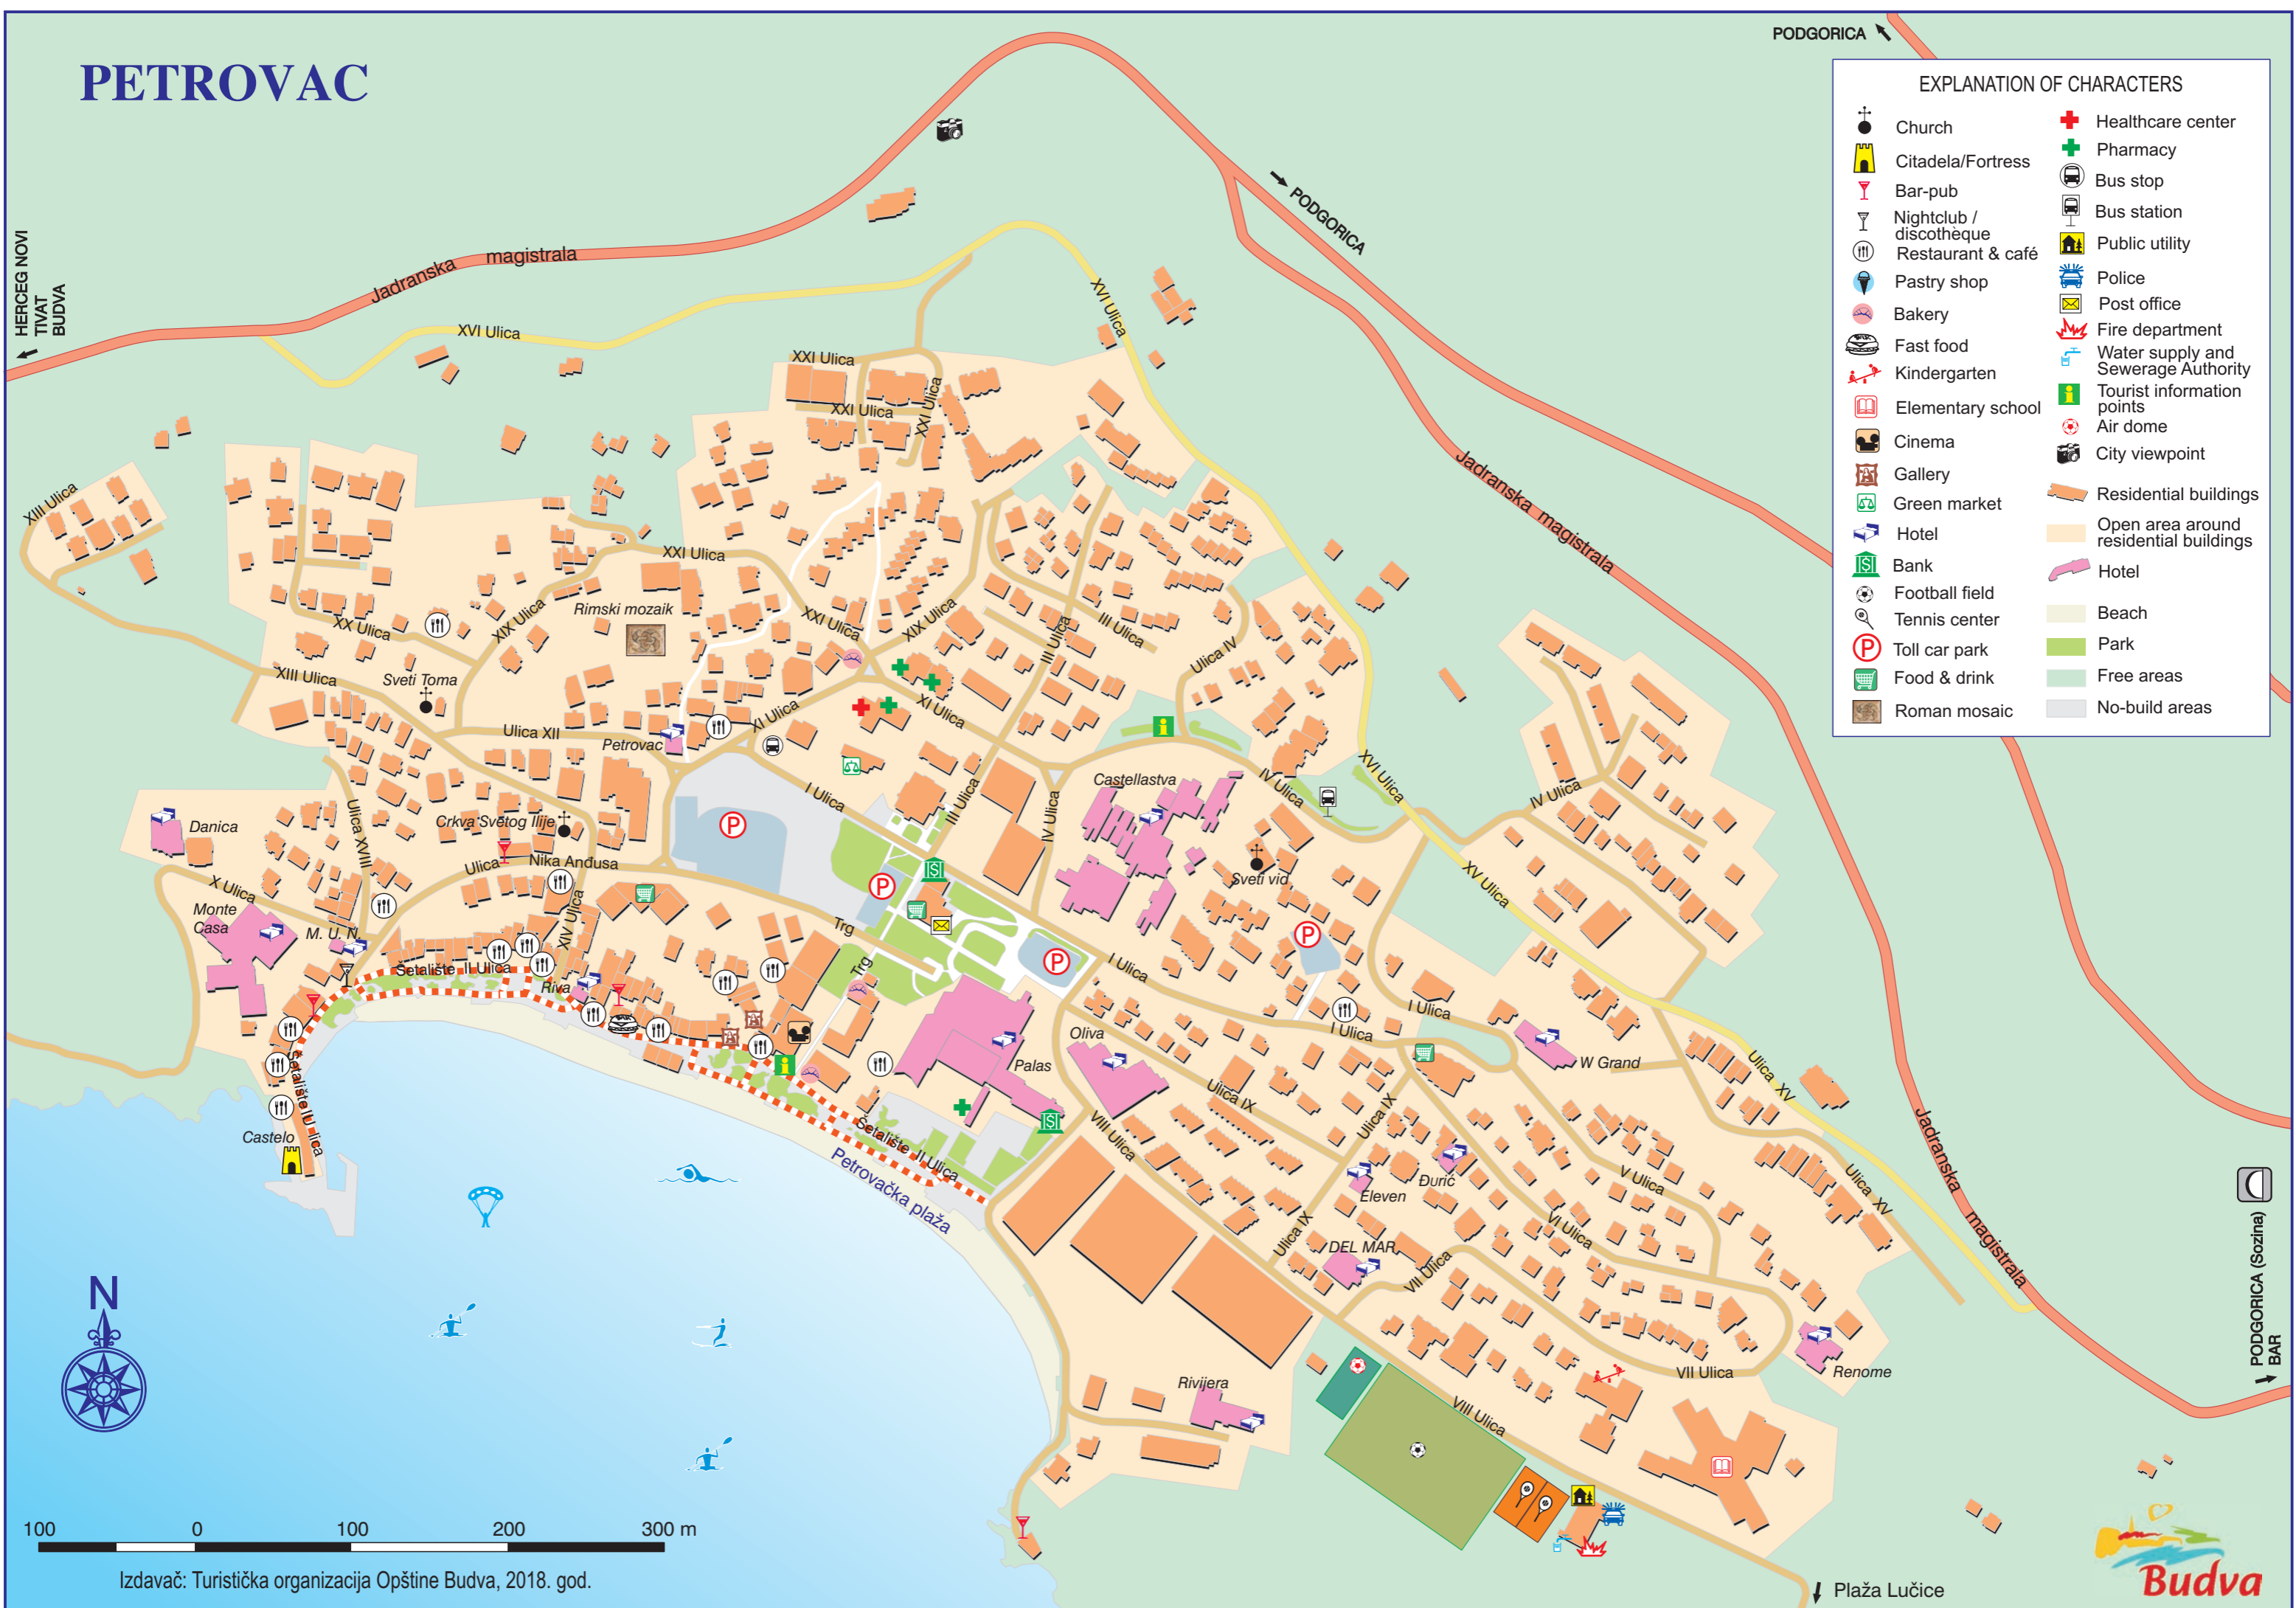 PETROVAC
PODGORICA
PODGORICA
HERCEG NOVI
TIVAT
BUDVA
Jadranska magistrala
XVI Ulica
XVI Ulica
EXPLANATION OF CHARACTERS
Church
Citadela/Fortress
Bar-pub
Nightclub /
discothèque
Restaurant & café
Pastry shop
Bakery
Fast food
Kindergarten
Elementary school
Cinema
Gallery
Green market
Hotel
Bank
Football field
Tennis center
Toll car park
Food & drink
Roman mosaic
Healthcare center
Pharmacy
Bus stop
Bus station
Public utility
Police
Post office
Fire department
Water supply and
Sewerage Authority
Tourist information
points
Air dome
City viewpoint
Residential buildings
Open area around
residential buildings
Hotel
Beach
Park
Free areas
No-build areas
XXI Ulica
XXI Ulica
XXI Ulica
Jadranska magistrala
XIII Ulica
XXI Ulica
Rimski mozaik
XIX Ulica
XX Ulica
XXI Ulica
XIX Ulica
III Ulica
III Ulica
Ulica IV
XIII Ulica
Sveti Toma
XI Ulica
XI Ulica
Ulica XII
Petrovac
I Ulica
III Ulica
IV Ulica
Castellastva
IV Ulica
XVI Ulica
IV Ulica
Danica
Ulica XVIII
Crkva Svetog Ilije
P
Ulica Nika Anđusa
X Ulica
Monte
Casa
M. U. N.
XIV Ulica
P
Sveti vid
XV Ulica
Trg
Trg
P
P
I Ulica
Šetalište II Ulica
Riva
I Ulica
I Ulica
Oliva
Palas
W Grand
Ulica XV
Šetalište II Ulica
Castelo
Ulica IX
Ulica IX
VIII Ulica
Šetalište II Ulica
Petrovačka plaža
Eleven
Đurić
V Ulica
VI Ulica
Ulica XV
Jadranska magistrala
Ulica IX
DEL MAR
VII Ulica
PODGORICA (Sozina)
BAR
N
Rivijera
VII Ulica
Renome
VIII Ulica
100 0 100 200 300 m
Izdavač: Turistička organizacija Opštine Budva, 2018. god.
Plaža Lučice
Budva